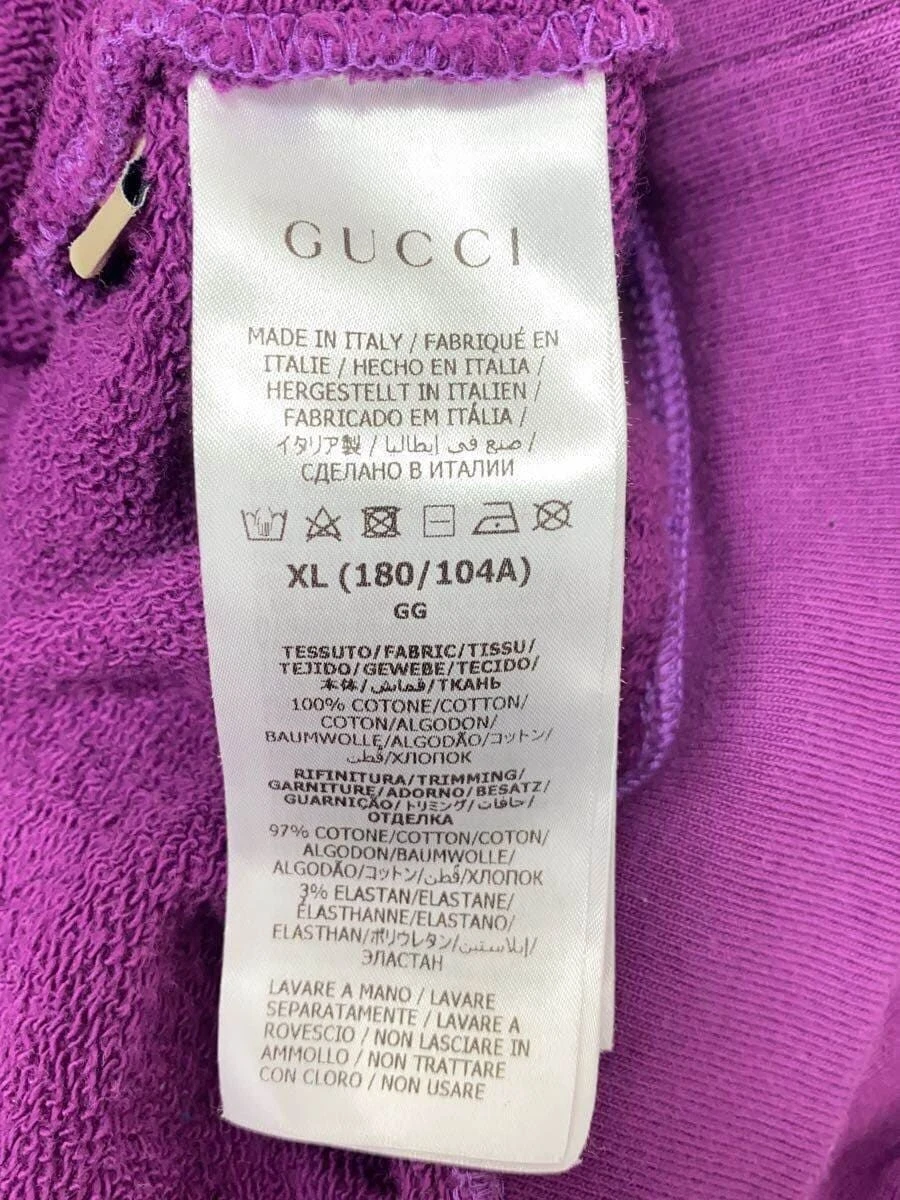 GUCCI
MADE IN ITALY / FABRIQUÉ EN
ITALIE / HECHO EN ITALIA /
HERGESTELLT IN ITALIEN /
FABRICADO EM ITÁLIA /
イタリア製 / صنع في إيطاليا /
СДЕЛАНО В ИТАЛИИ
XL (180/104A)
GG
TESSUTO/FABRIC/TISSU/
TEJIDO/GEWEBE/TECIDO/
本体/قماش/ТКАНЬ
100% COTONE/COTTON/
COTON/ALGODON/
BAUMWOLLE/ALGODÃO/コットン/
قطن/ХЛОПОК
RIFINITURA/TRIMMING/
GARNITURE/ADORNO/BESATZ/
GUARNIÇÃO/トリミング/حافات/
ОТДЕЛКА
97% COTONE/COTTON/COTON/
ALGODON/BAUMWOLLE/
ALGODÃO/コットン/قطن/ХЛОПОК
3% ELASTAN/ELASTANE/
ÉLASTHANNE/ELASTANO/
ELASTHAN/ポリウレタン/إيلاستين/
ЭЛАСТАН
LAVARE A MANO / LAVARE
SEPARATAMENTE / LAVARE A
ROVESCIO / NON LASCIARE IN
AMMOLLO / NON TRATTARE
CON CLORO / NON USARE